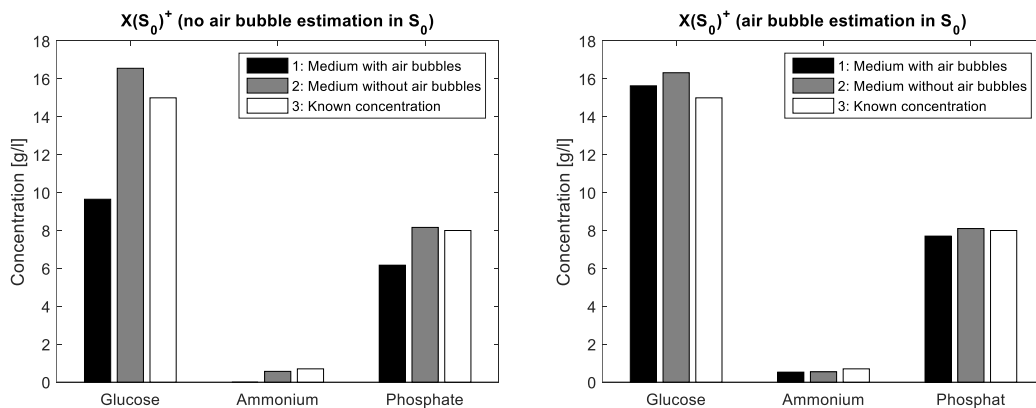 X(S0)+ (no air bubble estimation in S0)
18
16
14
12
10
8
6
4
2
0
Concentration [g/l]
1: Medium with air bubbles
2: Medium without air bubbles
3: Known concentration
Glucose Ammonium Phosphate
X(S0)+ (air bubble estimation in S0)
18
16
14
12
10
8
6
4
2
0
Concentration [g/l]
1: Medium with air bubbles
2: Medium without air bubbles
3: Known concentration
Glucose Ammonium Phosphat